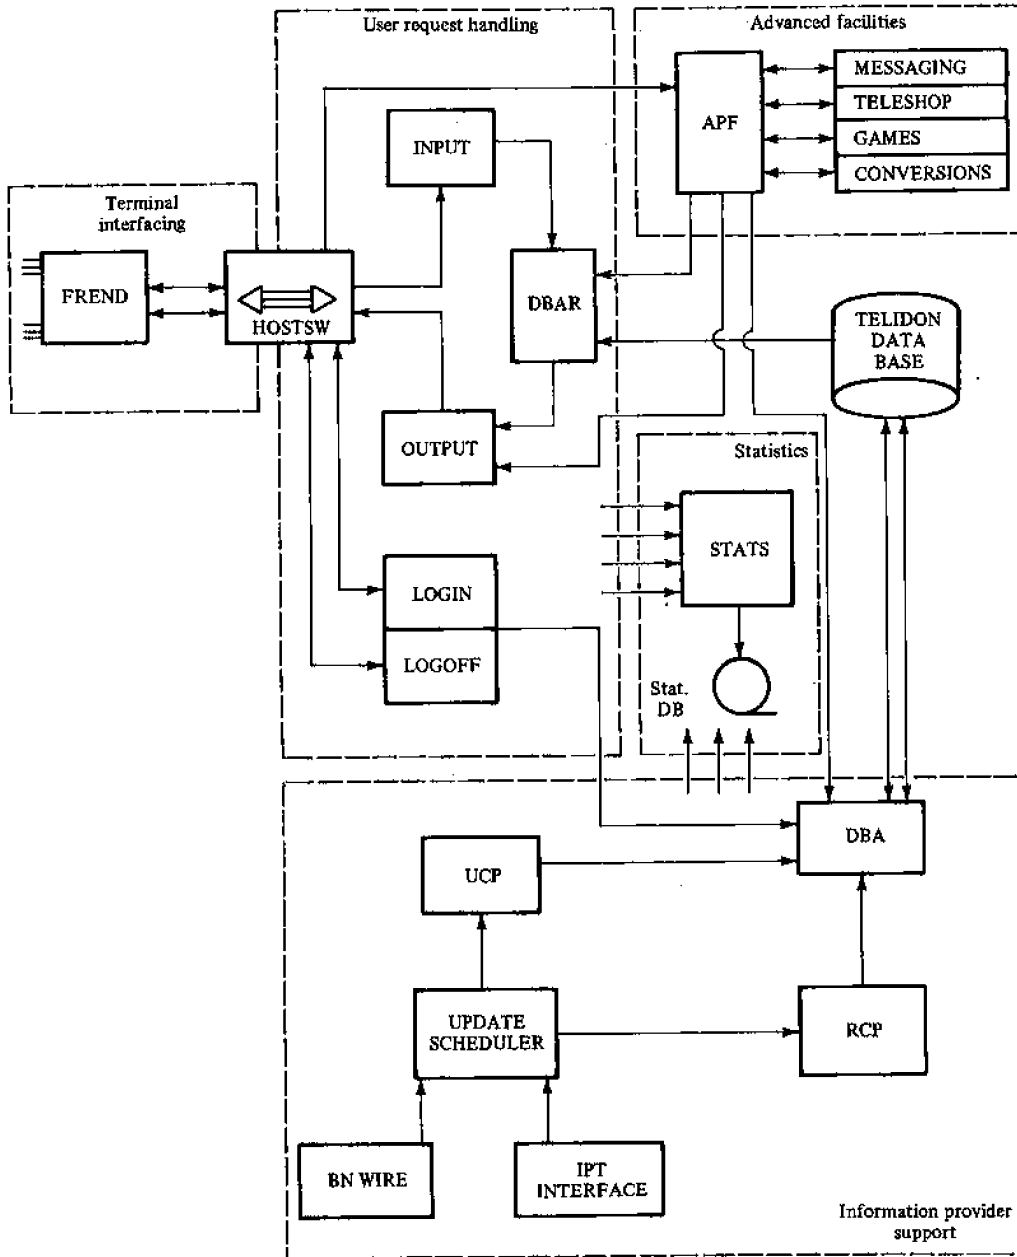 User request handling
Advanced facilities
APF
MESSAGING
TELESHOP
GAMES
CONVERSIONS
INPUT
Terminal
interfacing
FREND
HOSTSW
DBAR
TELIDON
DATA
BASE
OUTPUT
Statistics
STATS
LOGIN
LOGOFF
Stat.
DB
DBA
UCP
UPDATE
SCHEDULER
RCP
BN WIRE
IPT
INTERFACE
Information provider
support